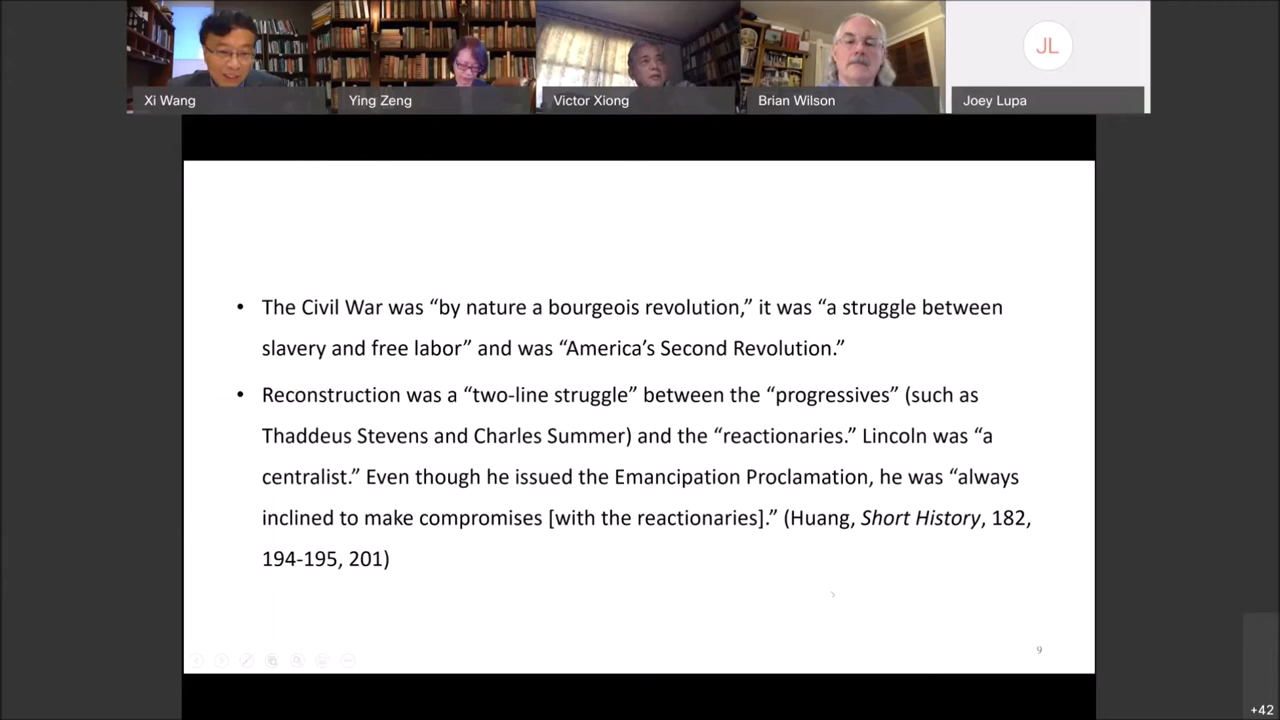 Xi Wang
Ying Zeng
Victor Xiong
Brian Wilson
JL
Joey Lupa
• The Civil War was “by nature a bourgeois revolution,” it was “a struggle between
slavery and free labor” and was “America’s Second Revolution.”
• Reconstruction was a “two-line struggle” between the “progressives” (such as
Thaddeus Stevens and Charles Summer) and the “reactionaries.” Lincoln was “a
centralist.” Even though he issued the Emancipation Proclamation, he was “always
inclined to make compromises [with the reactionaries].” (Huang, Short History, 182,
194-195, 201)
9
+42